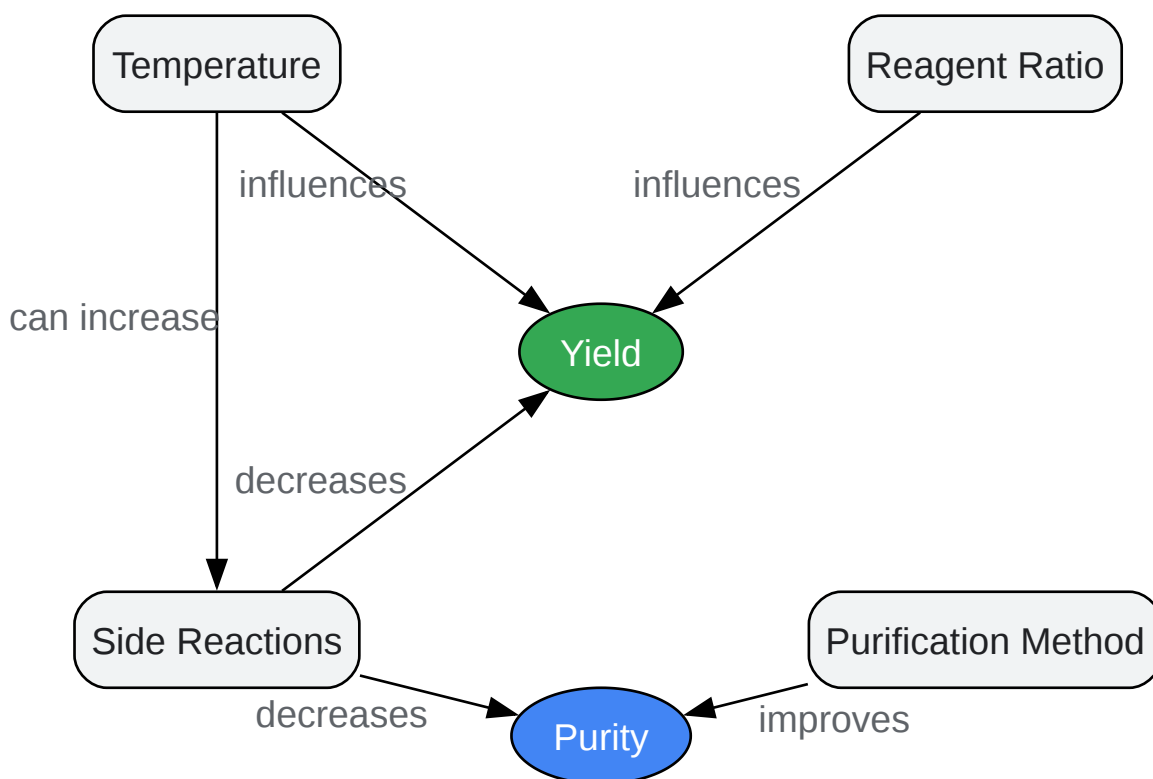 Temperature
Reagent Ratio
influences
influences
can increase
Yield
decreases
Side Reactions
Purification Method
decreases
improves
Purity